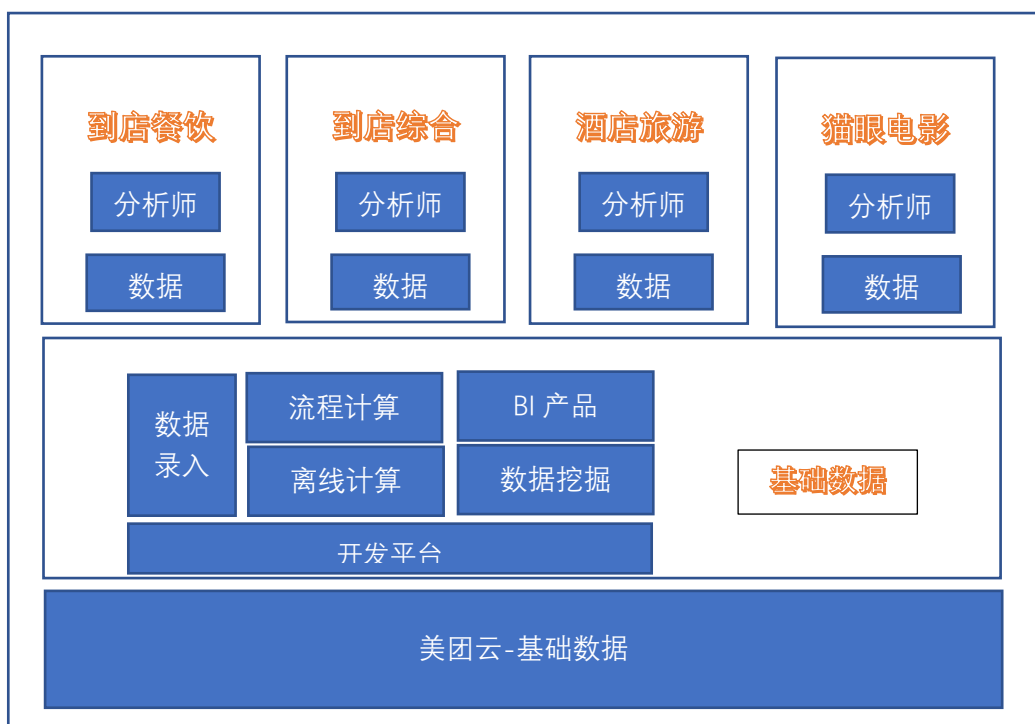 到店餐饮
到店综合
酒店旅游
猫眼电影
分析师
分析师
分析师
分析师
数据
数据
数据
数据
数据
录入
流程计算
BI 产品
离线计算
数据挖掘
基础数据
开发平台
美团云-基础数据